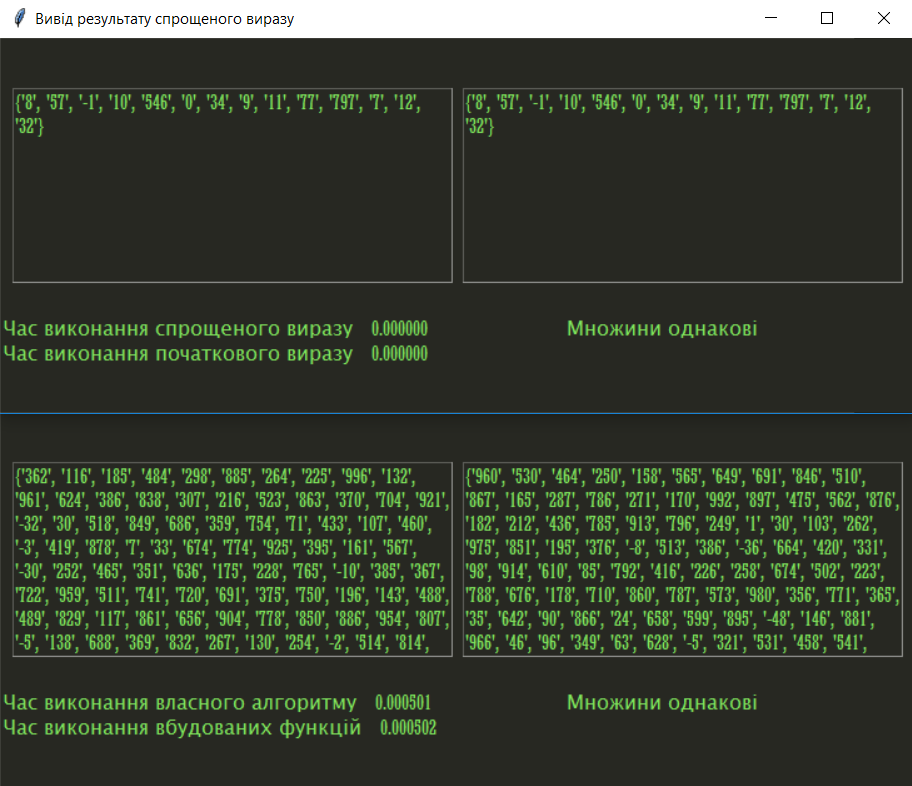 Вивід результату спрощеного виразу
{'8', '57', '-1', '10', '546', '0', '34', '9', '11', '77', '797', '7', '12',
'32'}
{'8', '57', '-1', '10', '546', '0', '34', '9', '11', '77', '797', '7', '12',
'32'}
Час виконання спрощеного виразу 0.000000
Час виконання початкового виразу 0.000000
Множини однакові
{'362', '116', '185', '484', '298', '885', '264', '225', '996', '132',
'961', '624', '386', '838', '307', '216', '523', '863', '370', '704', '921',
'-32', '30', '518', '849', '686', '359', '754', '71', '433', '107', '460',
'-3', '419', '878', '7', '33', '674', '774', '925', '395', '161', '567',
'-30', '252', '465', '351', '636', '175', '228', '765', '-10', '385', '367',
'722', '959', '511', '741', '720', '691', '375', '750', '196', '143', '488',
'489', '829', '117', '861', '656', '904', '778', '850', '886', '954', '807',
'-5', '138', '688', '369', '832', '267', '130', '254', '-2', '514', '814',
{'960', '530', '464', '250', '158', '565', '649', '691', '846', '510',
'867', '165', '287', '786', '271', '170', '992', '897', '475', '562', '876',
'182', '212', '436', '785', '913', '796', '249', '1', '30', '103', '262',
'975', '851', '195', '376', '-8', '513', '386', '-36', '664', '420', '331',
'98', '914', '610', '85', '792', '416', '226', '258', '674', '502', '223',
'788', '676', '178', '710', '860', '787', '573', '980', '356', '771', '365',
'35', '642', '90', '866', '24', '658', '599', '895', '-48', '146', '881',
'966', '46', '96', '349', '63', '628', '-5', '321', '531', '458', '541',
Час виконання власного алгоритму 0.000501
Час виконання вбудованих функцій 0.000502
Множини однакові